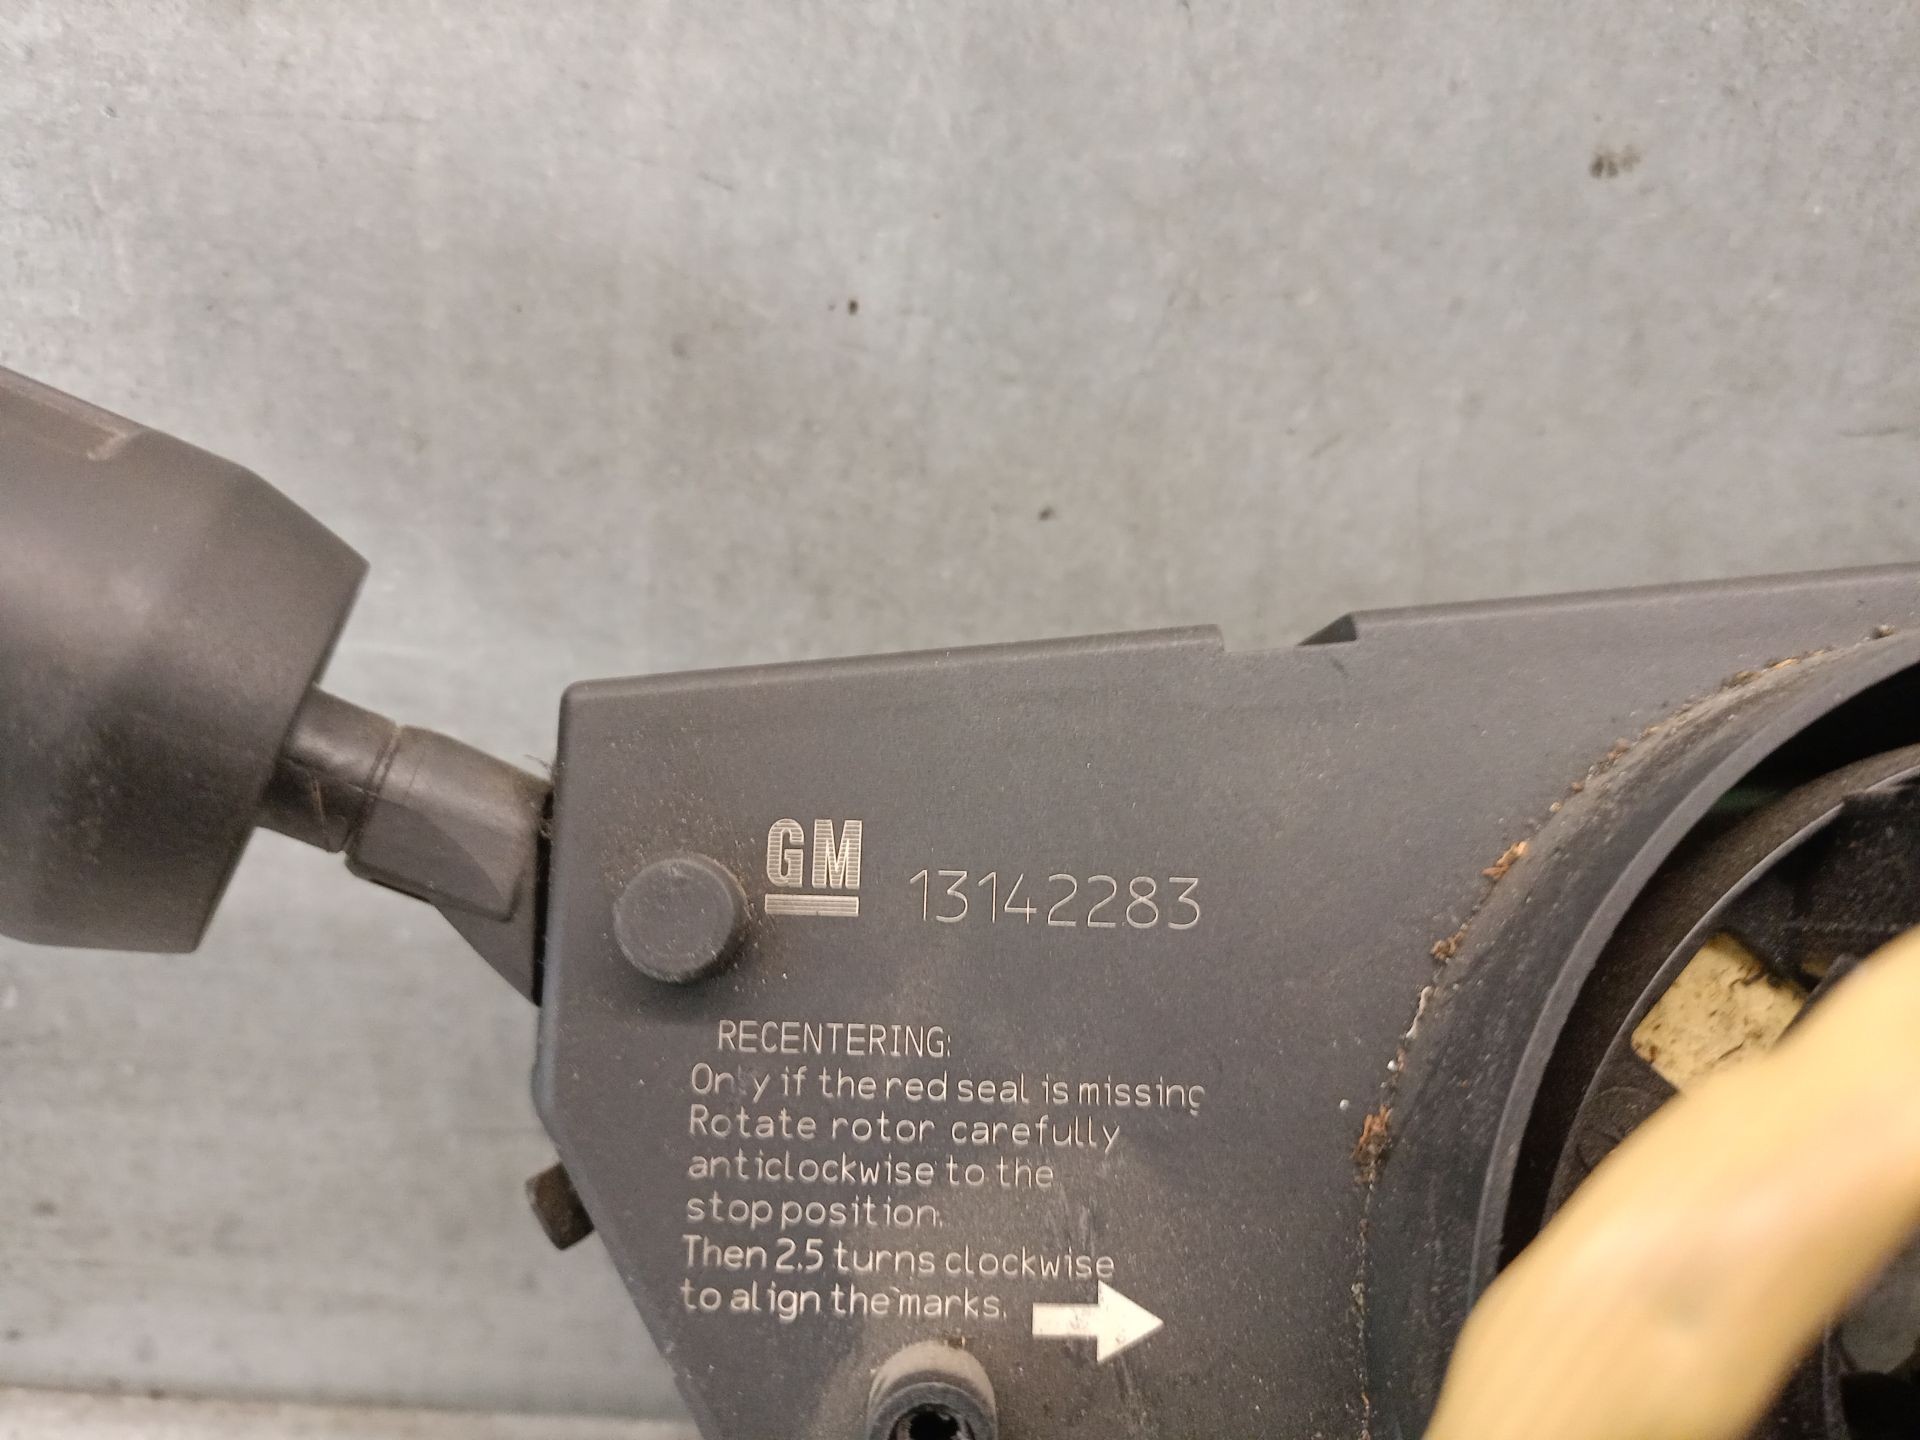 GM 13142283
RECENTERING:
Only if the red seal is missing
Rotate rotor carefully
anticlockwise to the
stop position.
Then 2.5 turns clockwise
to align the marks.